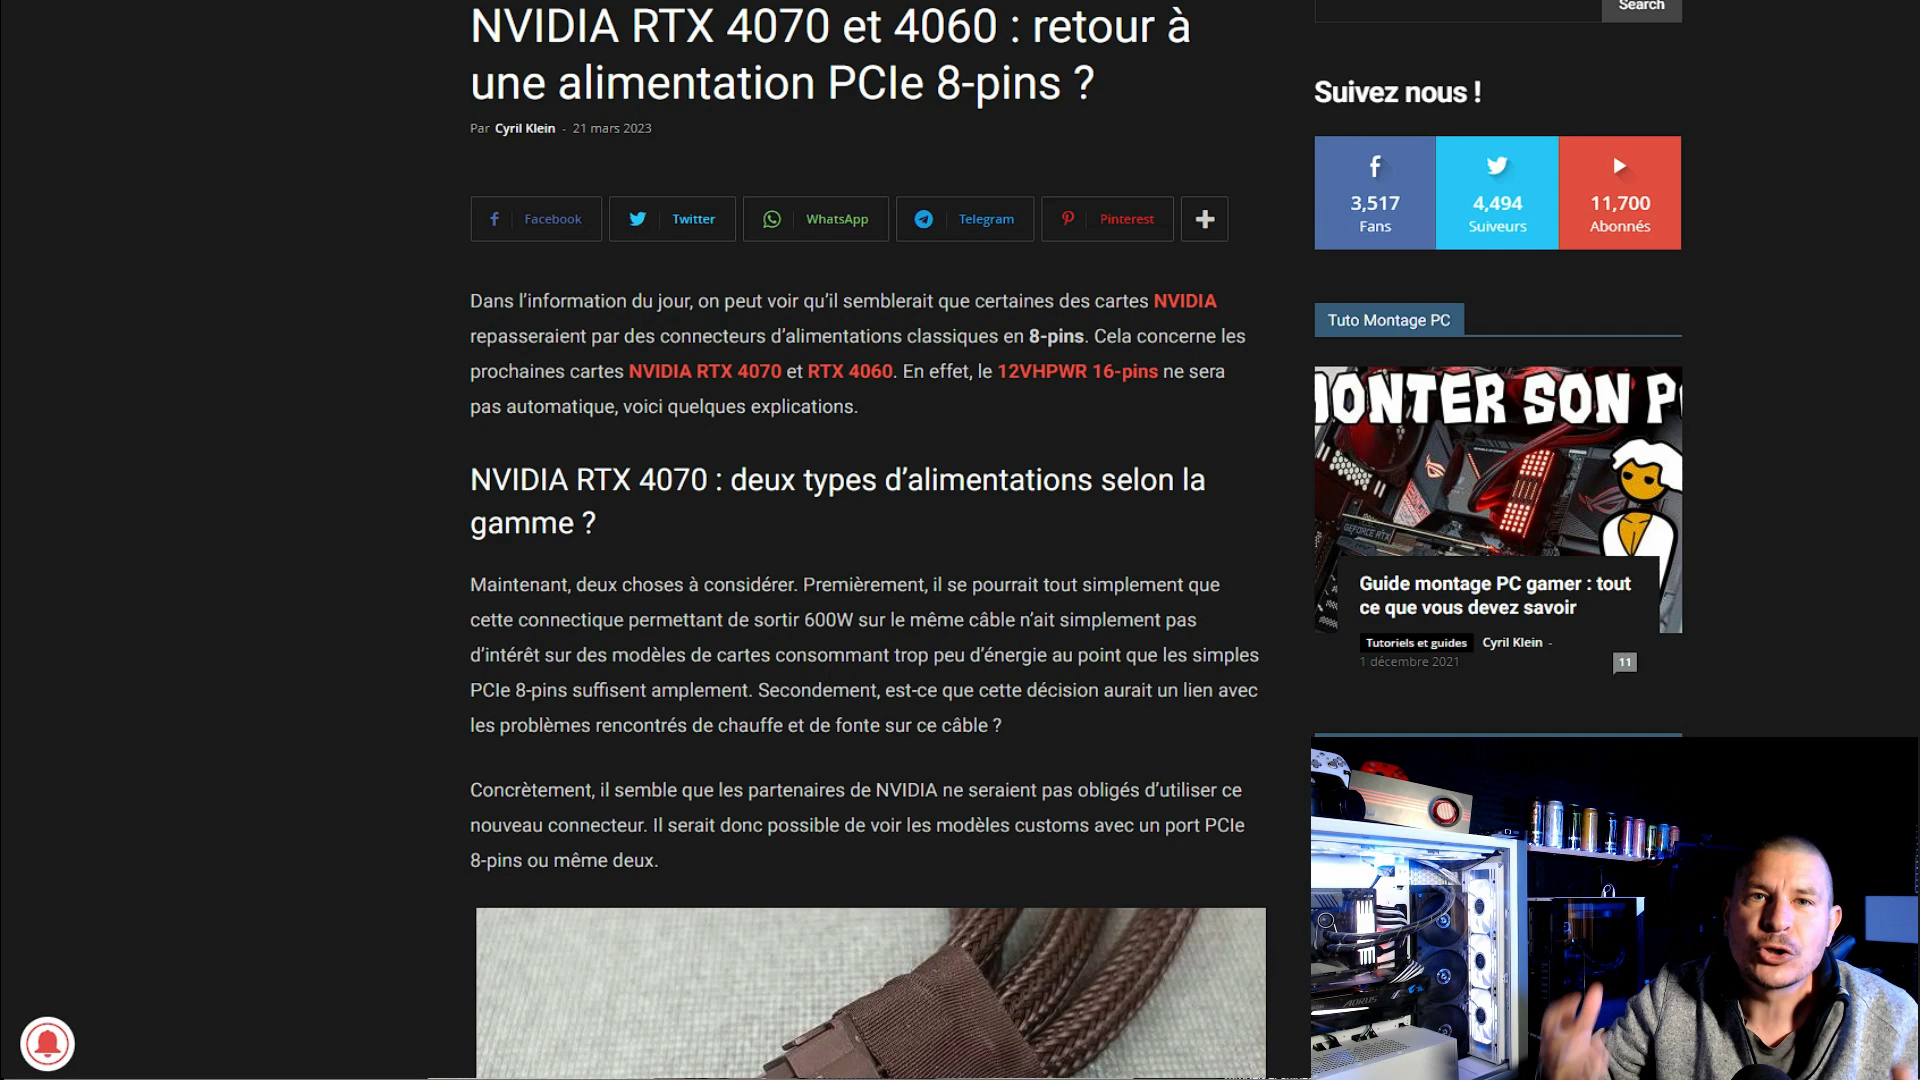 NVIDIA RTX 4070 et 4060 : retour à
une alimentation PCIe 8-pins ?
Par Cyril Klein - 21 mars 2023
Facebook
Twitter
WhatsApp
Telegram
Pinterest
Dans l’information du jour, on peut voir qu’il semblerait que certaines des cartes NVIDIA
repasseraient par des connecteurs d’alimentations classiques en 8-pins. Cela concerne les
prochaines cartes NVIDIA RTX 4070 et RTX 4060. En effet, le 12VHPWR 16-pins ne sera
pas automatique, voici quelques explications.
NVIDIA RTX 4070 : deux types d’alimentations selon la
gamme ?
Maintenant, deux choses à considérer. Premièrement, il se pourrait tout simplement que
cette connectique permettant de sortir 600W sur le même câble n’ait simplement pas
d’intérêt sur des modèles de cartes consommant trop peu d’énergie au point que les simples
PCIe 8-pins suffisent amplement. Secondement, est-ce que cette décision aurait un lien avec
les problèmes rencontrés de chauffe et de fonte sur ce câble ?
Concrètement, il semble que les partenaires de NVIDIA ne seraient pas obligés d’utiliser ce
nouveau connecteur. Il serait donc possible de voir les modèles customs avec un port PCIe
8-pins ou même deux.
Search
Suivez nous !
3,517
Fans
4,494
Suiveurs
11,700
Abonnés
Tuto Montage PC
MONTER SON P
GEFORCE RTX
Guide montage PC gamer : tout
ce que vous devez savoir
Tutoriels et guides Cyril Klein -
1 décembre 2021
11
AORUS